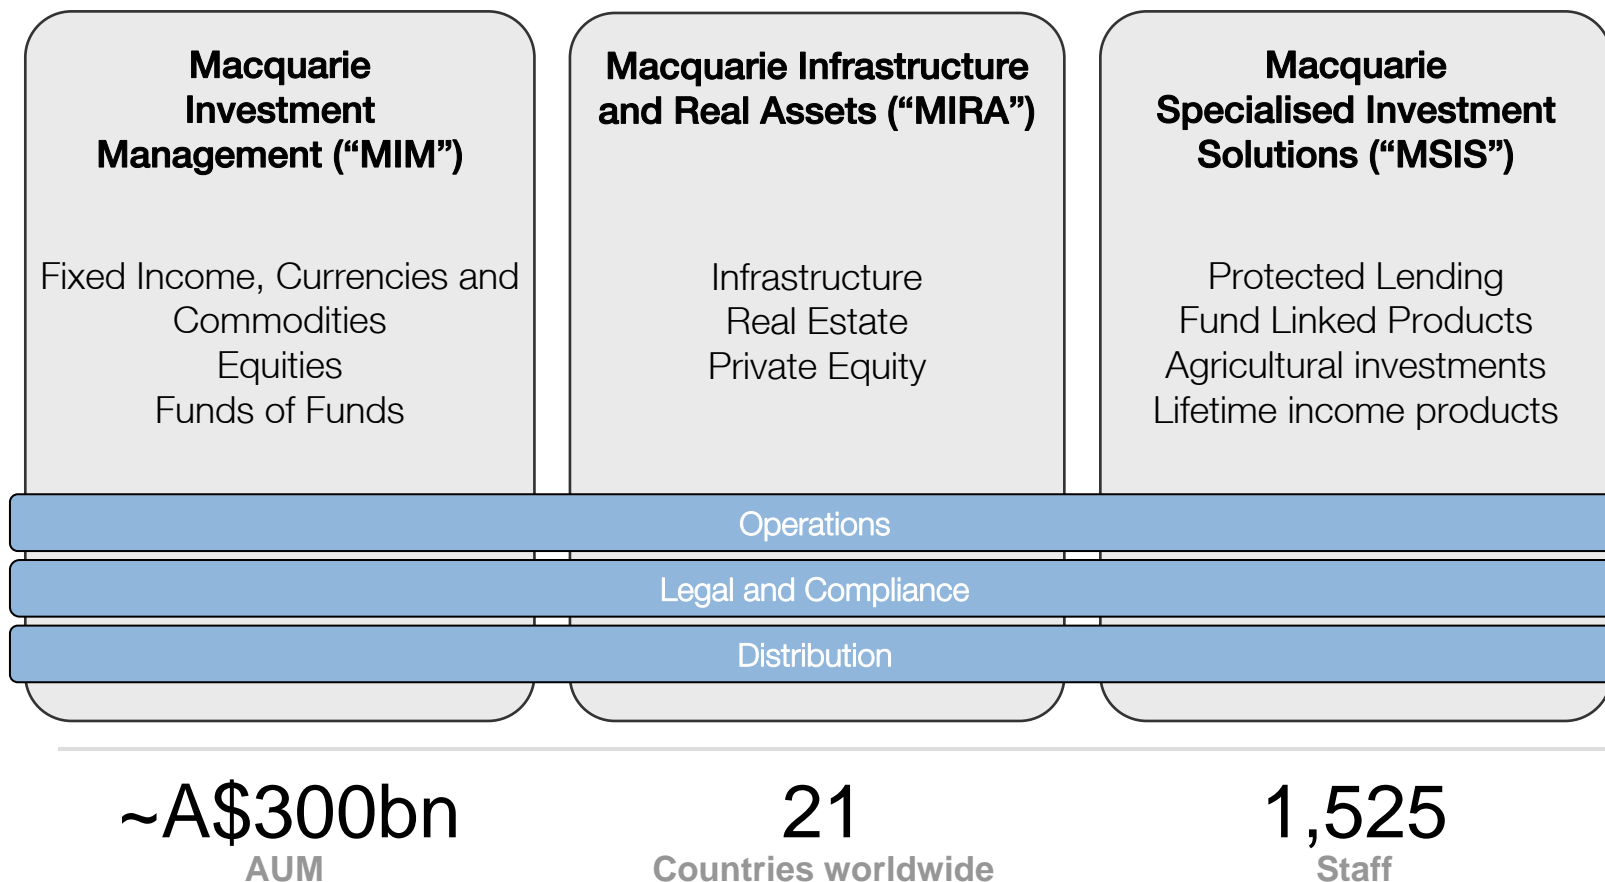 Macquarie
Investment
Management (“MIM”)
Fixed Income, Currencies and
Commodities
Equities
Funds of Funds
Macquarie Infrastructure
and Real Assets (“MIRA”)
Infrastructure
Real Estate
Private Equity
Macquarie
Specialised Investment
Solutions (“MSIS”)
Protected Lending
Fund Linked Products
Agricultural investments
Lifetime income products
Operations
Legal and Compliance
Distribution
~A$300bn
AUM
21
Countries worldwide
1,525
Staff